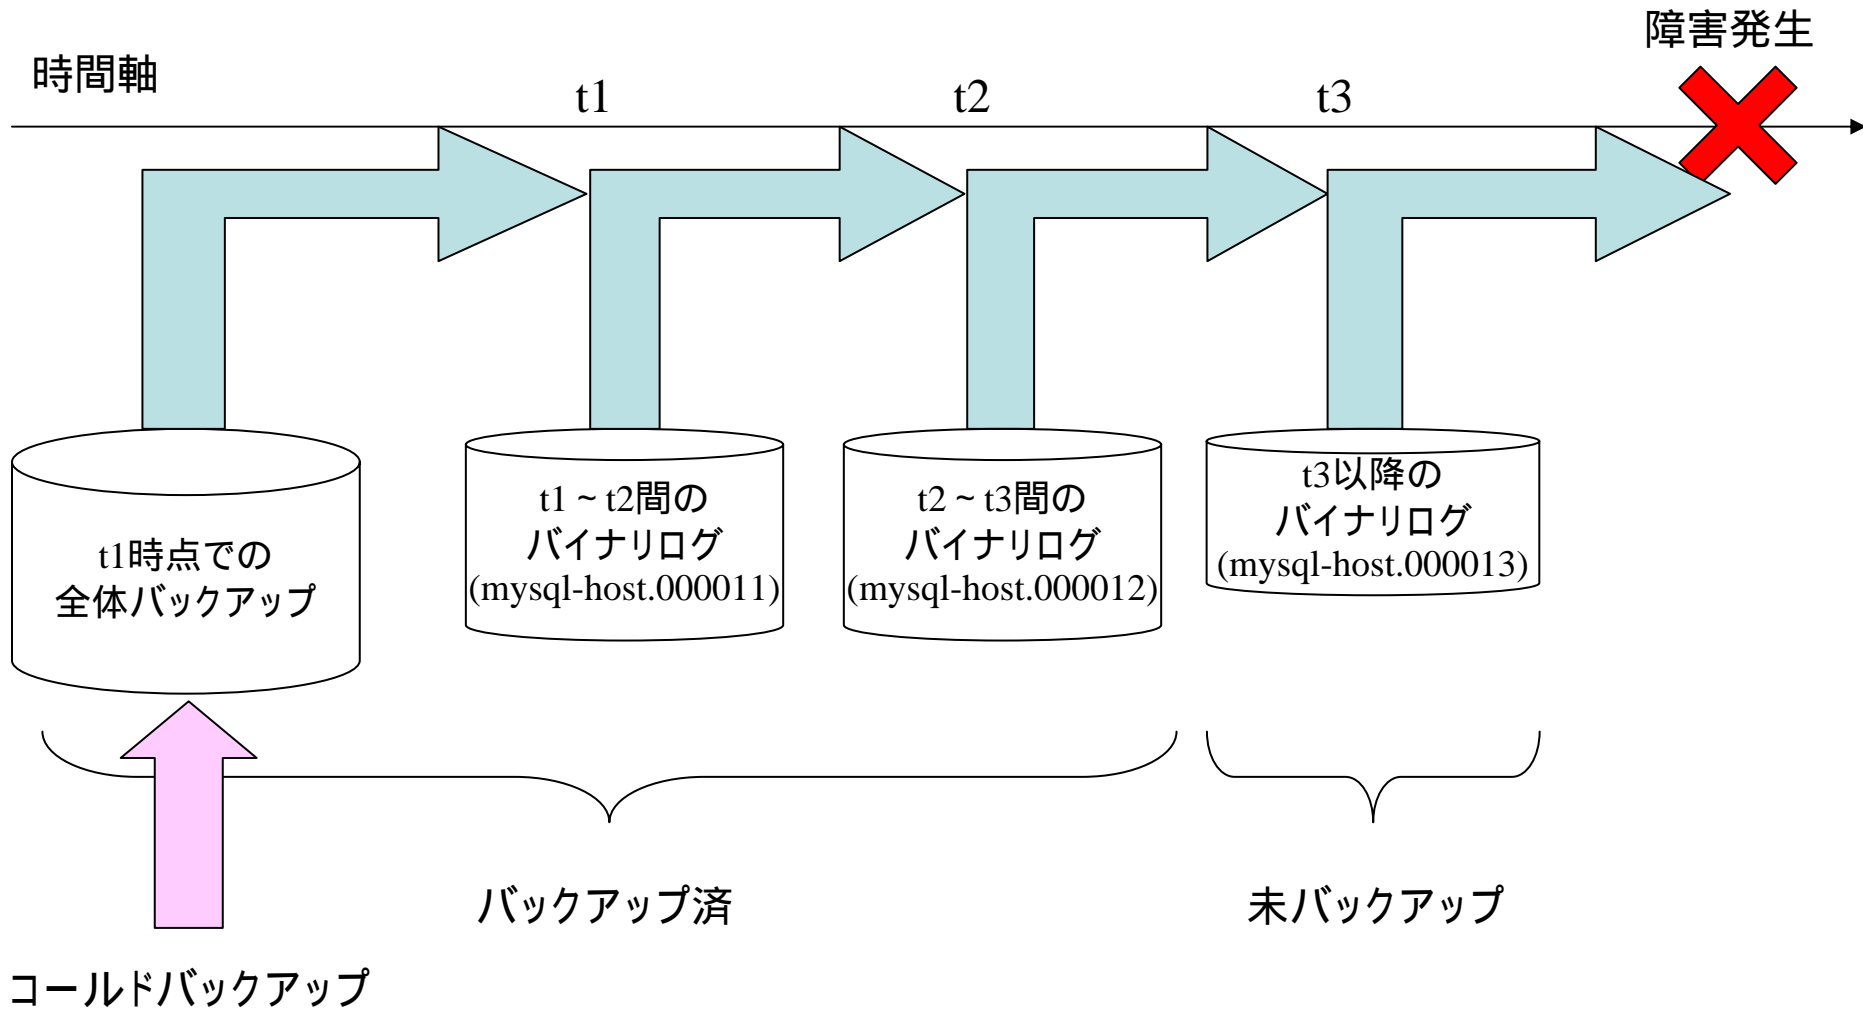 障害発生
時間軸
t1
t2
t3
t1時点での
全体バックアップ
t1~t2間の
バイナリログ
(mysql-host.000011)
t2~t3間の
バイナリログ
(mysql-host.000012)
t3以降の
バイナリログ
(mysql-host.000013)
バックアップ済
未バックアップ
コールドバックアップ